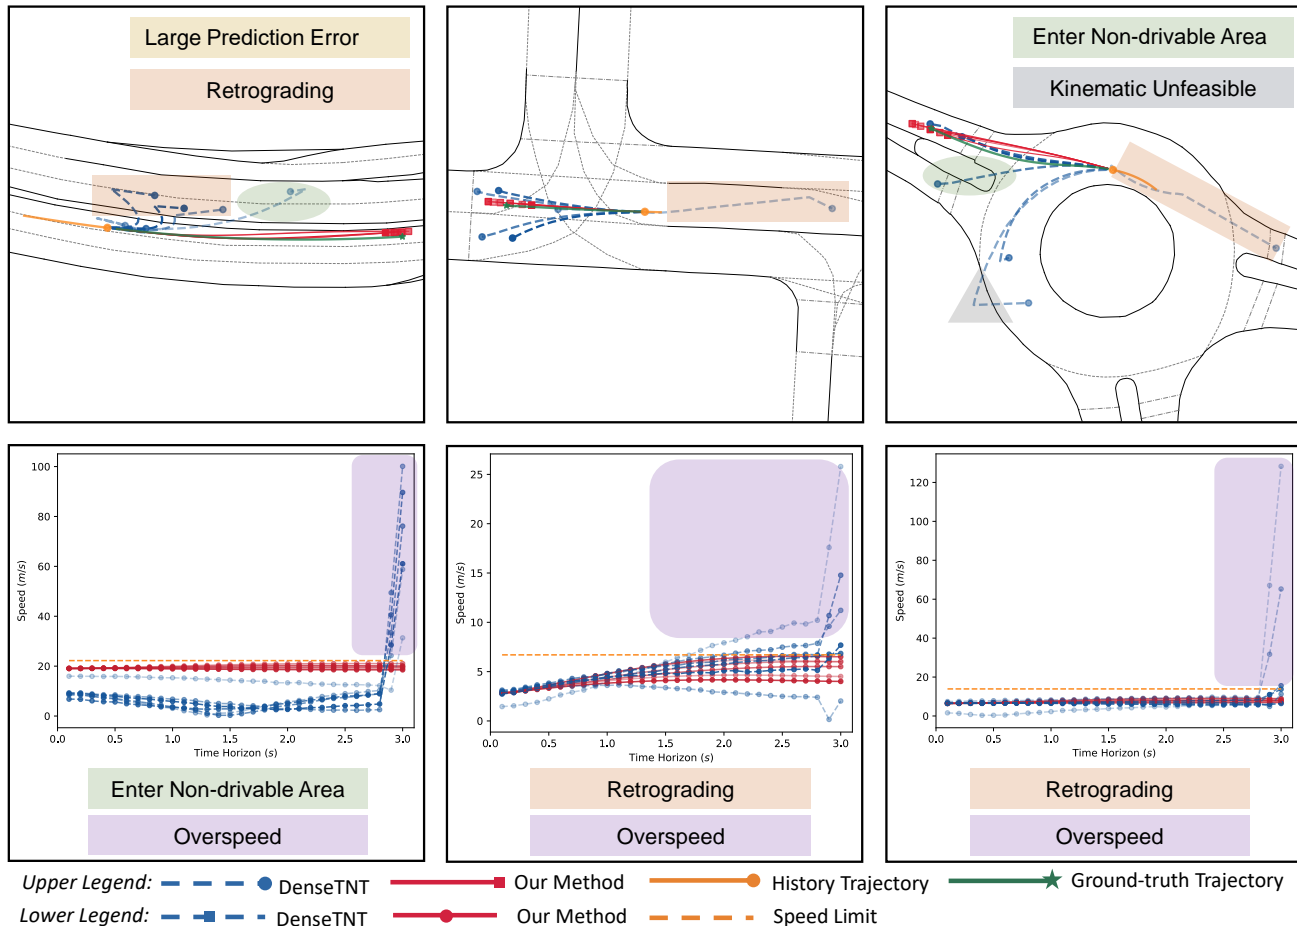 Large Prediction Error
Retrograding
Enter Non-drivable Area
Kinematic Unfeasible
100
80
60
40
20
0
Speed (m/s)
0.0 0.5 1.0 1.5 2.0 2.5 3.0
Time Horizon (s)
Enter Non-drivable Area
Overspeed
25
20
15
10
5
0
Speed (m/s)
0.0 0.5 1.0 1.5 2.0 2.5 3.0
Time Horizon (s)
Retrograding
Overspeed
120
100
80
60
40
20
0
Speed (m/s)
0.0 0.5 1.0 1.5 2.0 2.5 3.0
Time Horizon (s)
Retrograding
Overspeed
Upper Legend: DenseTNT Our Method History Trajectory Ground-truth Trajectory
Lower Legend: DenseTNT Our Method Speed Limit